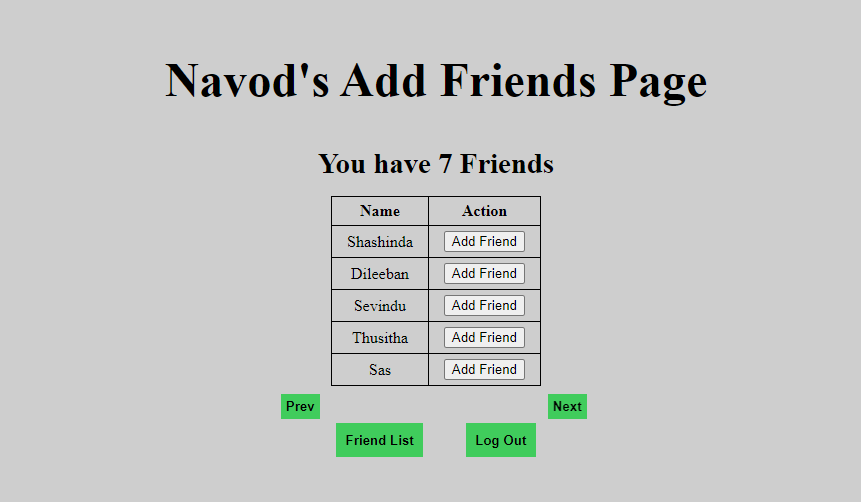 Navod's Add Friends Page
You have 7 Friends
Name Action
Shashinda Add Friend
Dileeban Add Friend
Sevindu Add Friend
Thusitha Add Friend
Sas Add Friend
Prev Next
Friend List Log Out